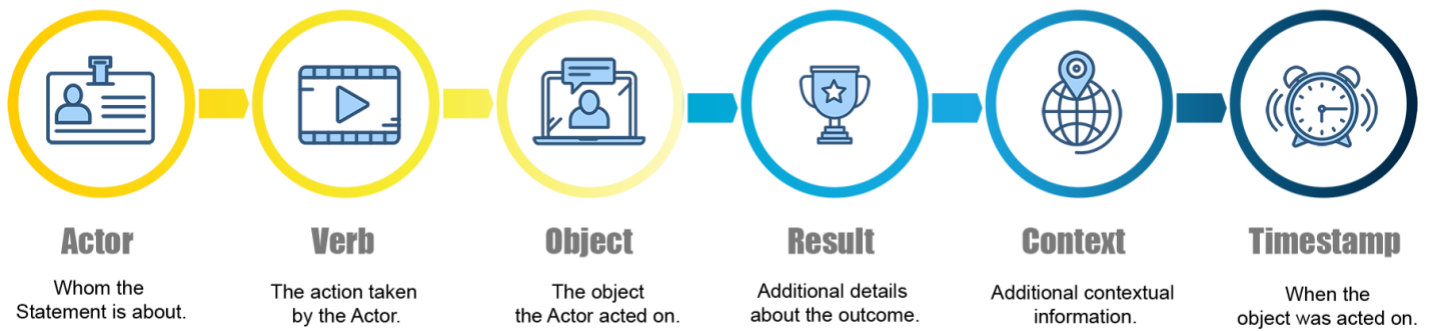 Actor
Verb
Object
Result
Context
Timestamp
Whom the
Statement is about.
The action taken
by the Actor.
The object
the Actor acted on.
Additional details
about the outcome.
Additional contextual
information.
When the
object was acted on.